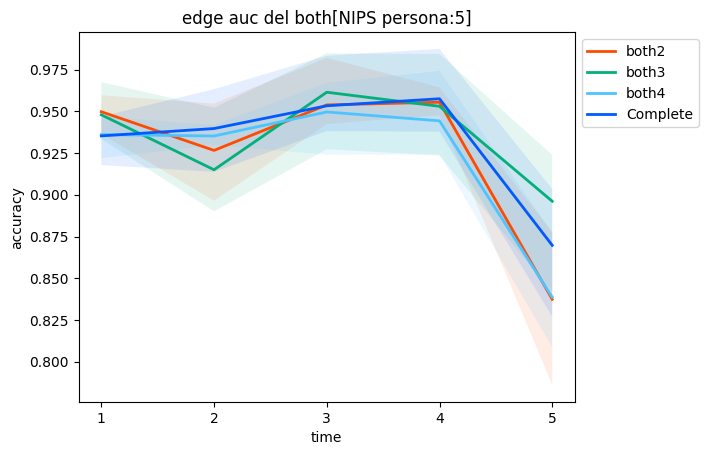 edge auc del both[NIPS persona:5]
both2
both3
both4
Complete
accuracy
0.975
0.950
0.925
0.900
0.875
0.850
0.825
0.800
1 2 3 4 5
time